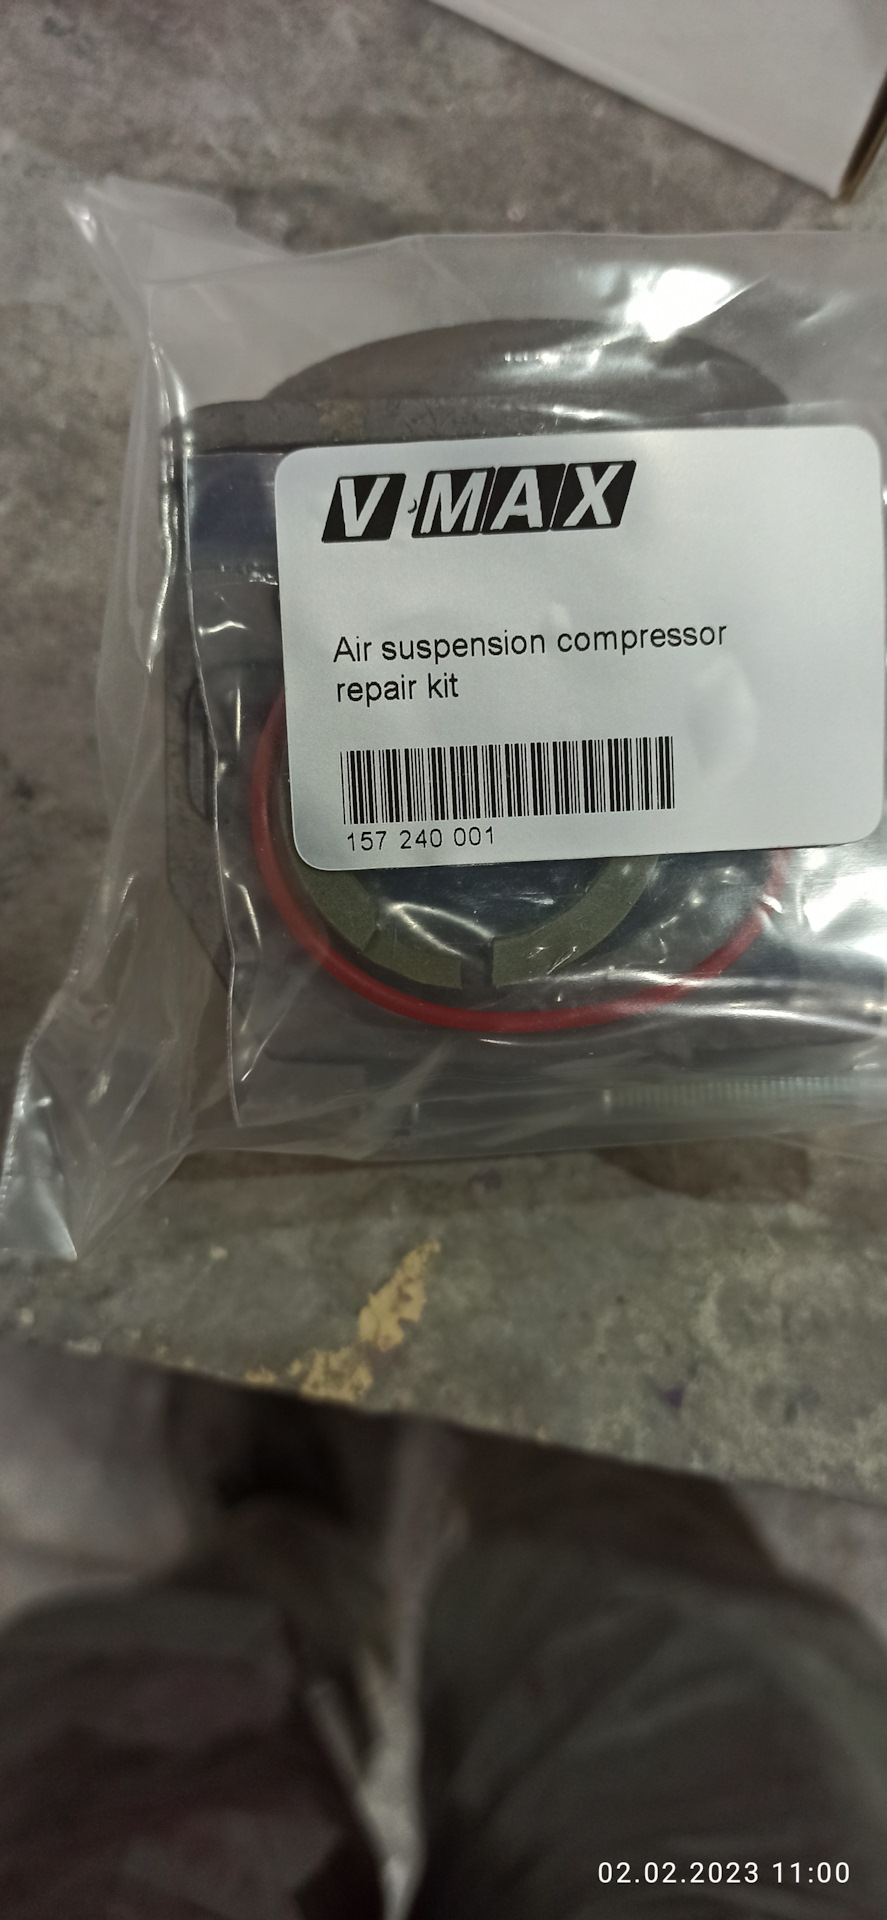 V MAX
Air suspension compressor
repair kit
157 240 001
02.02.2023 11:00